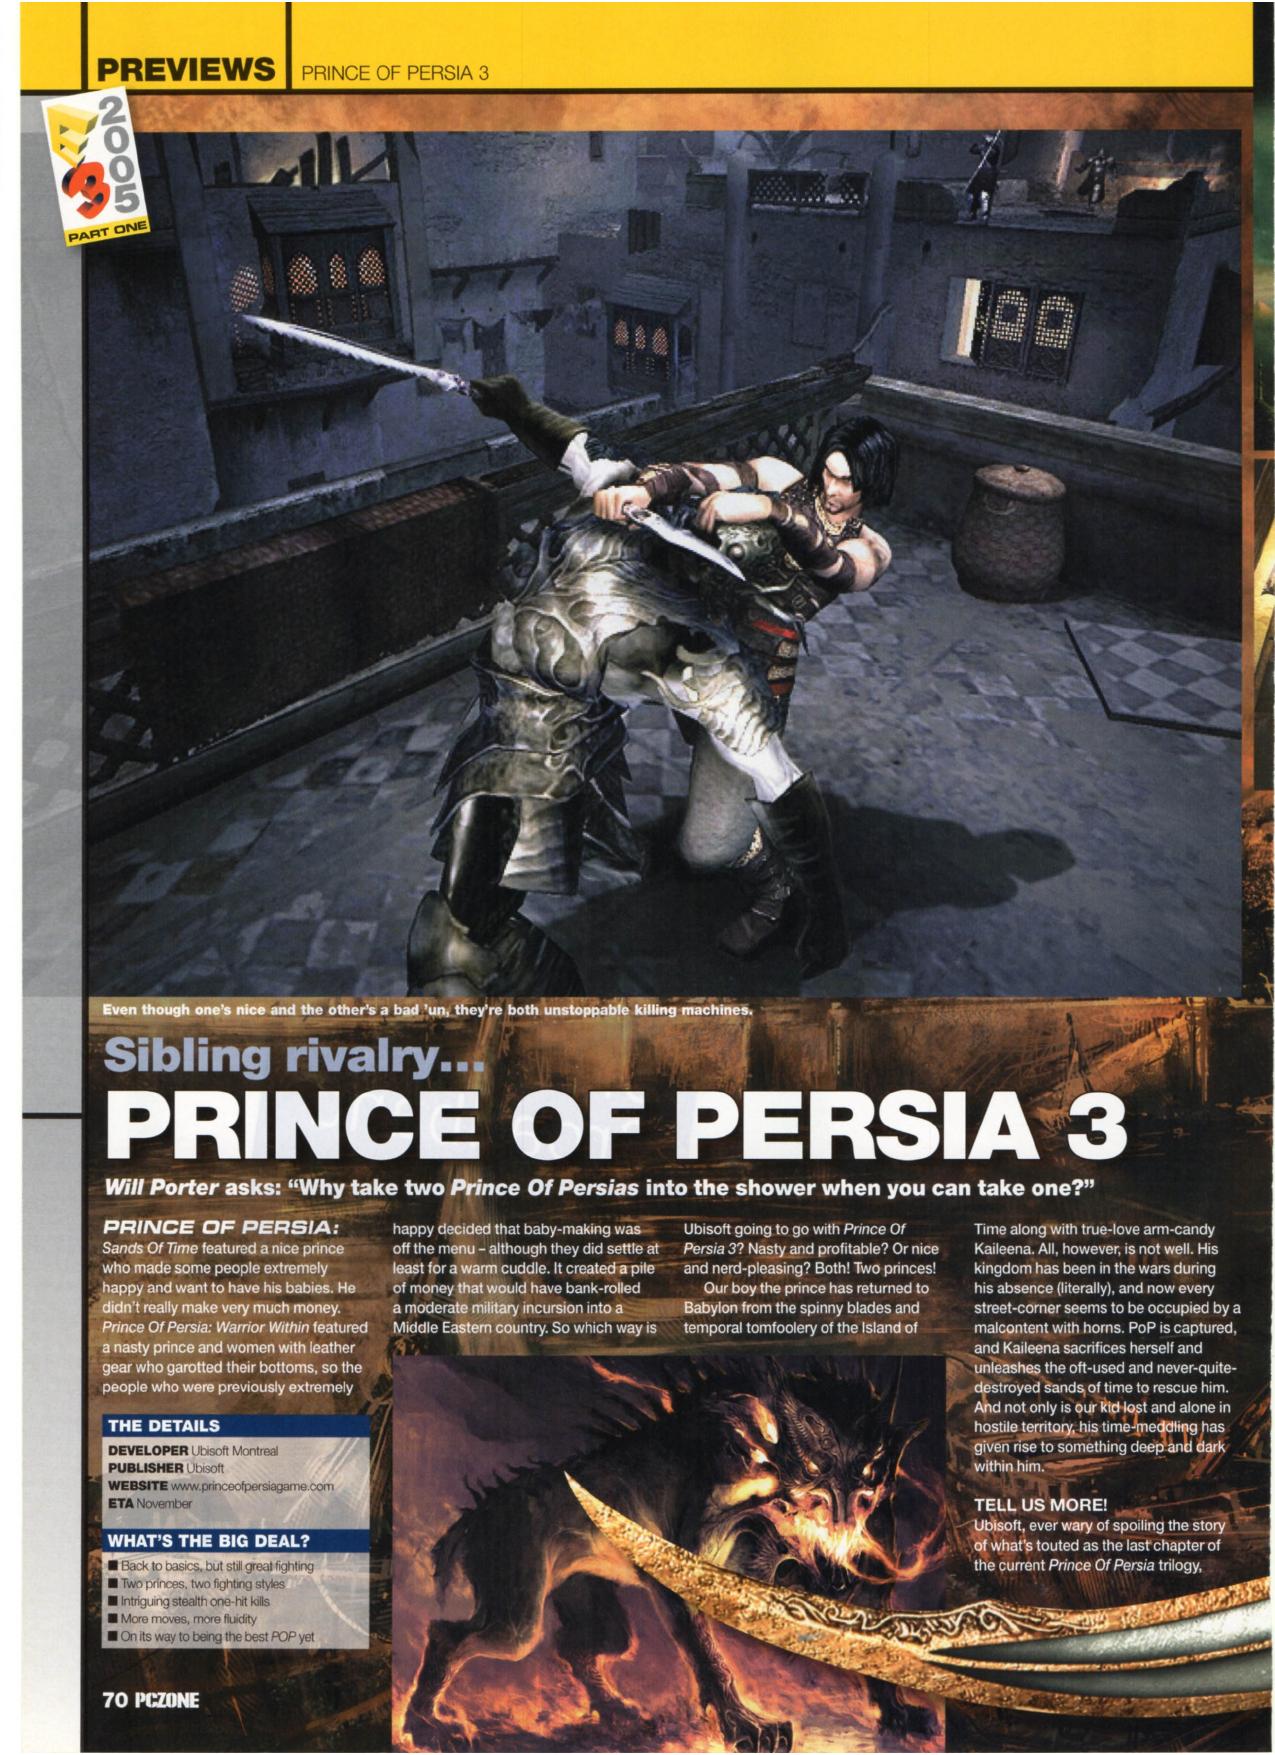 PREVIEWS
PRINCE OF PERSIA 3
E3
2005
PART ONE
Even though one's nice and the other's a bad 'un, they're both unstoppable killing machines.
Sibling rivalry...
PRINCE OF PERSIA 3
Will Porter asks: “Why take two Prince Of Persias into the shower when you can take one?”
PRINCE OF PERSIA:
Sands Of Time featured a nice prince
who made some people extremely
happy and want to have his babies. He
didn't really make very much money.
Prince Of Persia: Warrior Within featured
a nasty prince and women with leather
gear who garotted their bottoms, so the
people who were previously extremely
happy decided that baby-making was
off the menu – although they did settle at
least for a warm cuddle. It created a pile
of money that would have bank-rolled
a moderate military incursion into a
Middle Eastern country. So which way is
Ubisoft going to go with Prince Of
Persia 3? Nasty and profitable? Or nice
and nerd-pleasing? Both! Two princes!
Our boy the prince has returned to
Babylon from the spinny blades and
temporal tomfoolery of the Island of
Time along with true-love arm-candy
Kaileena. All, however, is not well. His
kingdom has been in the wars during
his absence (literally), and now every
street-corner seems to be occupied by a
malcontent with horns. PoP is captured,
and Kaileena sacrifices herself and
unleashes the oft-used and never-quite-
destroyed sands of time to rescue him.
And not only is our kid lost and alone in
hostile territory, his time-meddling has
given rise to something deep and dark
within him.
TELL US MORE!
Ubisoft, ever wary of spoiling the story
of what's touted as the last chapter of
the current Prince Of Persia trilogy,
THE DETAILS
DEVELOPER Ubisoft Montreal
PUBLISHER Ubisoft
WEBSITE www.princeofpersiagame.com
ETA November
WHAT'S THE BIG DEAL?
■ Back to basics, but still great fighting
■ Two princes, two fighting styles
■ Intriguing stealth one-hit kills
■ More moves, more fluidity
■ On its way to being the best POP yet
70 PCZONE